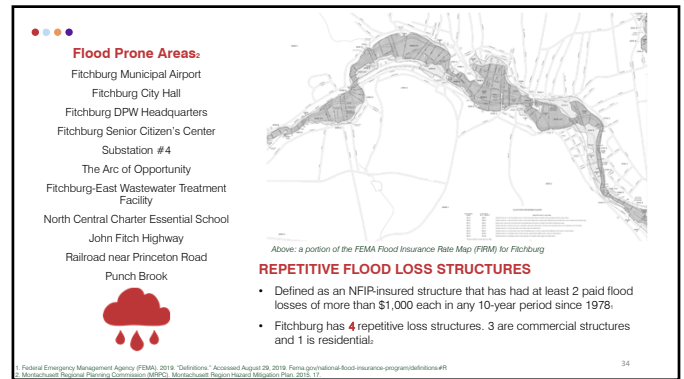 Flood Prone Areas2
Fitchburg Municipal Airport
Fitchburg City Hall
Fitchburg DPW Headquarters
Fitchburg Senior Citizen's Center
Substation #4
The Arc of Opportunity
Fitchburg-East Wastewater Treatment
Facility
North Central Charter Essential School
John Fitch Highway
Railroad near Princeton Road
Punch Brook
Above: a portion of the FEMA Flood Insurance Rate Map (FIRM) for Fitchburg
REPETITIVE FLOOD LOSS STRUCTURES
• Defined as an NFIP-insured structure that has had at least 2 paid flood
losses of more than $1,000 each in any 10-year period since 19781
• Fitchburg has 4 repetitive loss structures. 3 are commercial structures
and 1 is residential2
34
1. Federal Emergency Management Agency (FEMA). 2019. "Definitions." Accessed August 29, 2019. Fema.gov/national-flood-insurance-program/definitions#R
2. Montachusett Regional Planning Commission (MRPC). Montachusett Region Hazard Mitigation Plan. 2015. 17.